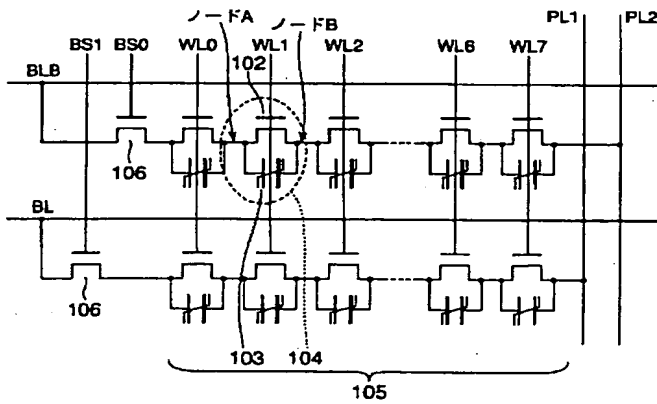 ノードA
ノードB
PL1
PL2
BS1
BS0
WL0
WL1
WL2
WL6
WL7
BLB
102
106
BL
106
103
104
105